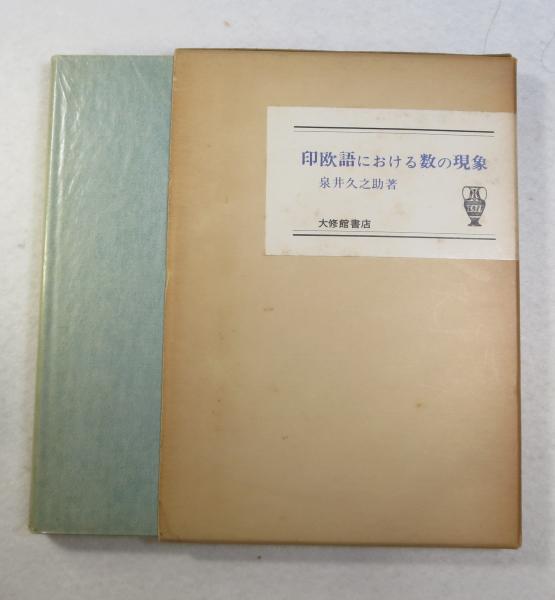 印欧語における数の現象
泉井久之助著
大修館書店